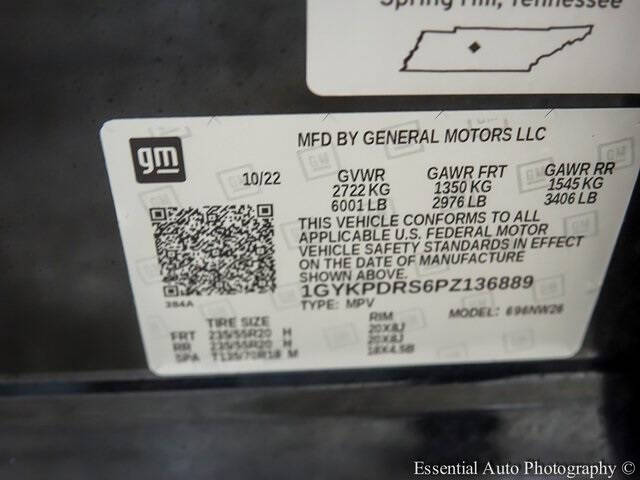 Spring Hill, Tennessee
gm
MFD BY GENERAL MOTORS LLC
10/22 GVWR GAWR FRT GAWR RR
2722 KG 1350 KG 1545 KG
6001 LB 2976 LB 3406 LB
THIS VEHICLE CONFORMS TO ALL
APPLICABLE U.S. FEDERAL MOTOR
VEHICLE SAFETY STANDARDS IN EFFECT
ON THE DATE OF MANUFACTURE
SHOWN ABOVE.
1GYKPDRS6PZ136889
384A
TYPE: MPV MODEL: 696NW26
TIRE SIZE RIM
FRT 235/55R20 H 20X8J
RR 235/55R20 H 20X8J
SPA T135/70R18 M 18X4.5B
Essential Auto Photography ©